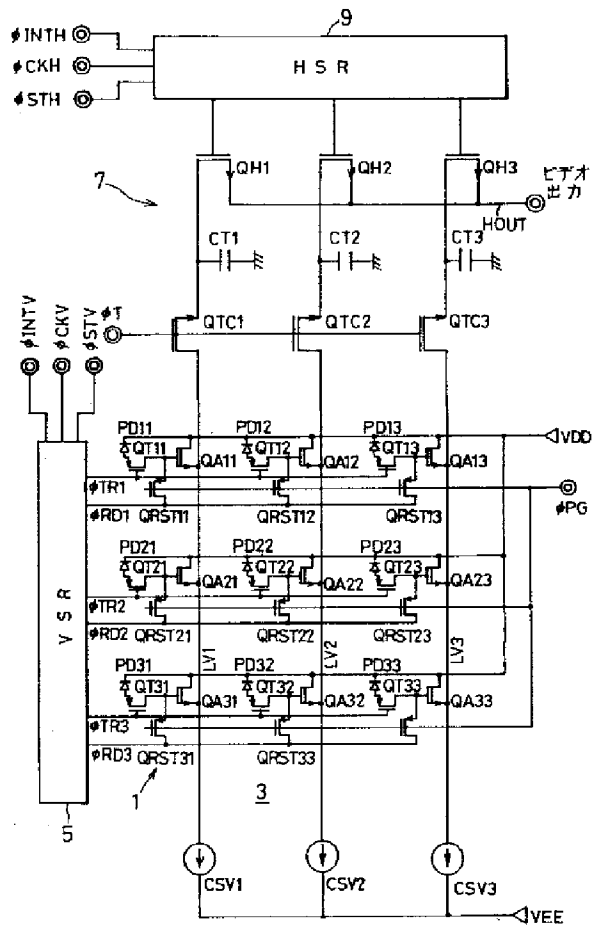 9
φINTH
φCKH
φSTH
HSR
QH1
QH2
QH3
ビデオ
出力
7
HOUT
CT1
CT2
CT3
φINTV
φCKV
φSTV
φT
QTC1
QTC2
QTC3
PD11
PD12
PD13
VDD
QT11
QT12
QT13
QA11
QA12
QA13
φTR1
φPG
φRD1
QRST11
QRST12
QRST13
PD21
PD22
PD23
QT21
QT22
QT23
QA21
QA22
QA23
VSR
φTR2
φRD2
QRST21
QRST22
QRST23
LV1
LV2
LV3
PD31
PD32
PD33
QT31
QT32
QT33
QA31
QA32
QA33
φTR3
φRD3
QRST31
QRST33
1
3
5
CSV1
CSV2
CSV3
VEE